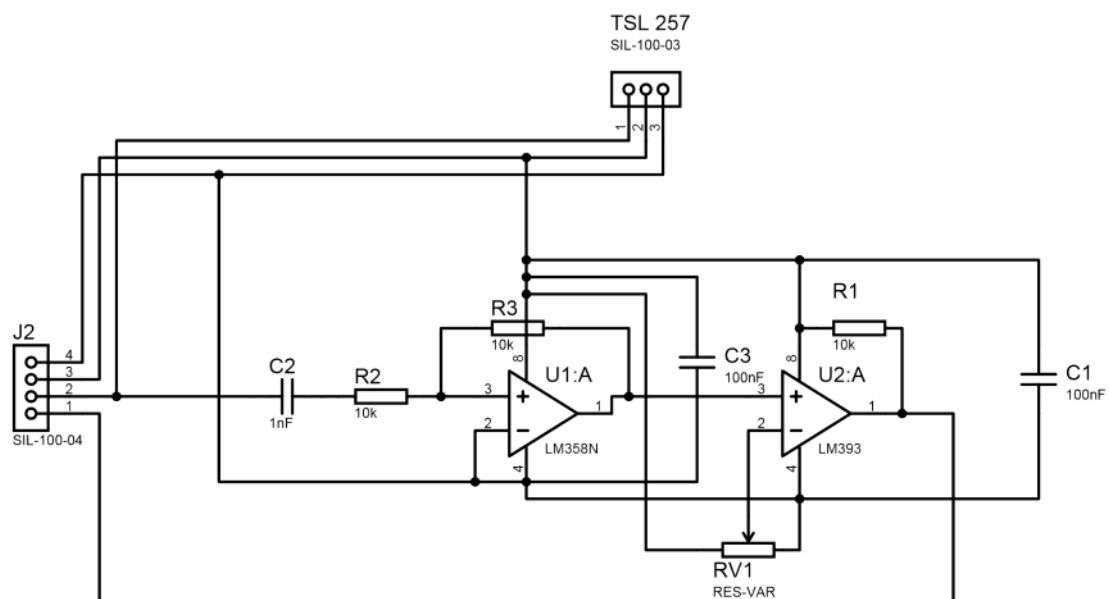 TSL 257
SIL-100-03
1
2
3
J2
4
3
2
1
SIL-100-04
C2
1nF
R2
10k
R3
10k
8
3
2
4
1
U1:A
LM358N
C3
100nF
R1
10k
8
3
2
4
1
U2:A
LM393
C1
100nF
RV1
RES-VAR